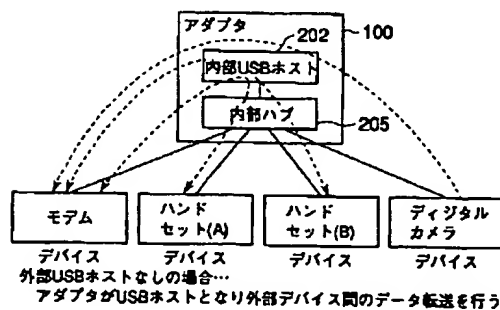 アダプタ
202
100
内部USBホスト
内部ハブ
205
モデム
ハンド
セット(A)
ハンド
セット(B)
ディジタル
カメラ
デバイス
デバイス
デバイス
デバイス
外部USBホストなしの場合…
アダプタがUSBホストとなり外部デバイス間のデータ転送を行う